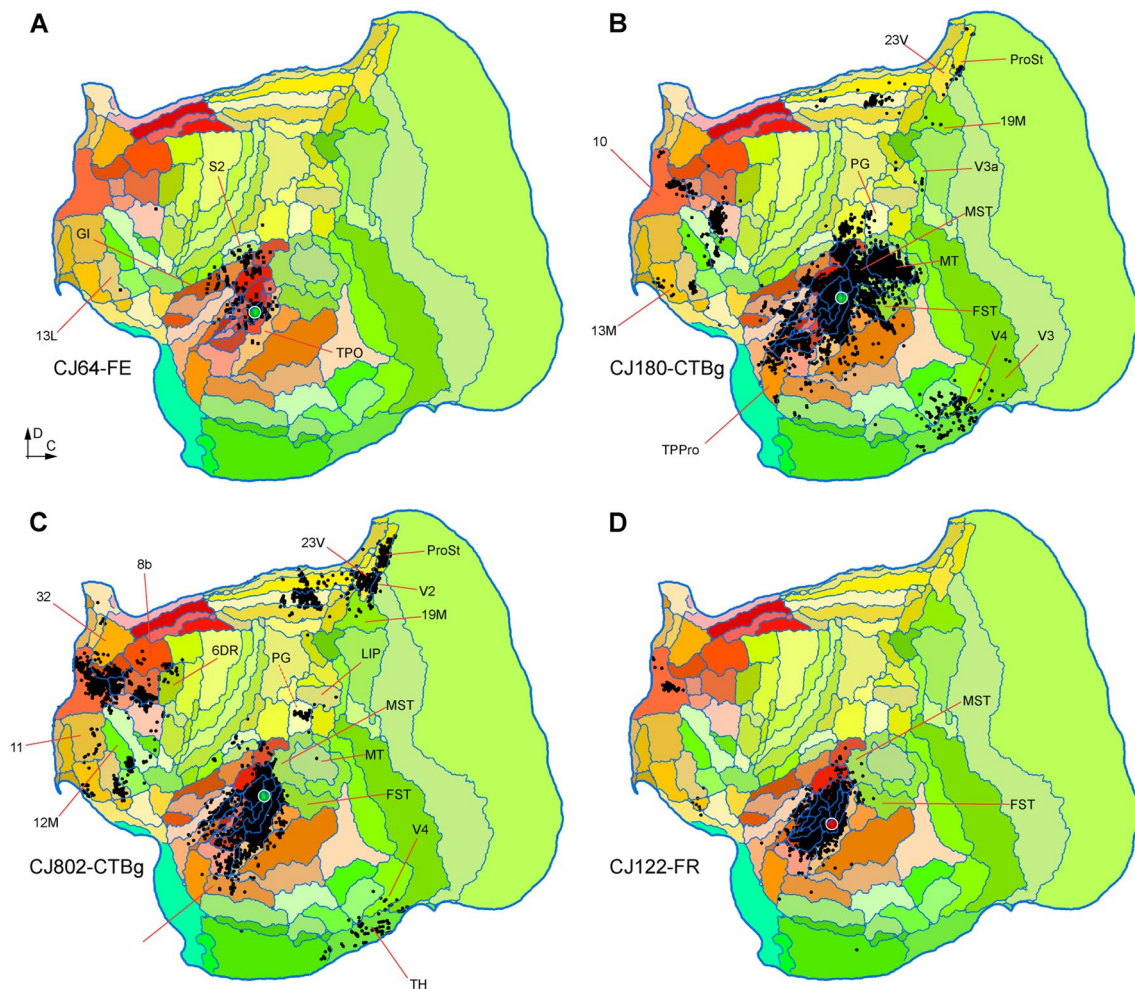 A
S2
GI
13L
TPO
CJ64-FE
D
C
B
23V
ProSt
19M
10
V3a
PG
MST
MT
13M
FST
V4
V3
CJ180-CTBg
TPPro
C
23V
ProSt
8b
V2
32
19M
6DR
PG
LIP
MST
11
MT
FST
12M
V4
CJ802-CTBg
TH
D
MST
FST
CJ122-FR